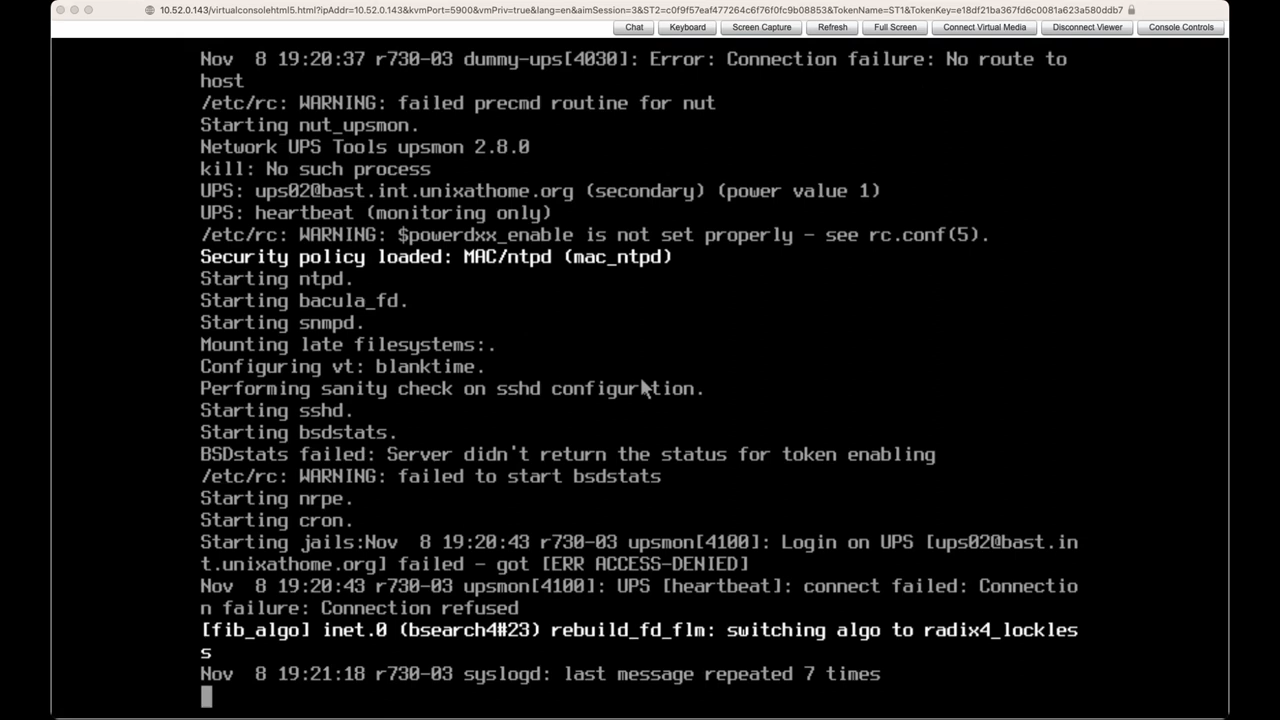 10.52.0.143/virtualconsolehtml5.html?ipAddr=10.52.0.143&kvmPort=5900&vmPriv=true&lang=en&aimSession=3&ST2=c0f9f57eaf477264c6f76f0fc9b08853&TokenName=ST1&TokenKey=e18df21ba367fd6c0081a623a580ddb7
Chat Keyboard Screen Capture Refresh Full Screen Connect Virtual Media Disconnect Viewer Console Controls
Nov  8 19:20:37 r730-03 dummy-ups[4030]: Error: Connection failure: No route to
host
/etc/rc: WARNING: failed precmd routine for nut
Starting nut_upsmon.
Network UPS Tools upsmon 2.8.0
kill: No such process
UPS: ups02@bast.int.unixathome.org (secondary) (power value 1)
UPS: heartbeat (monitoring only)
/etc/rc: WARNING: $powerdxx_enable is not set properly - see rc.conf(5).
Security policy loaded: MAC/ntpd (mac_ntpd)
Starting ntpd.
Starting bacula_fd.
Starting snmpd.
Mounting late filesystems:.
Configuring vt: blanktime.
Performing sanity check on sshd configuration.
Starting sshd.
Starting bsdstats.
BSDstats failed: Server didn't return the status for token enabling
/etc/rc: WARNING: failed to start bsdstats
Starting nrpe.
Starting cron.
Starting jails:Nov  8 19:20:43 r730-03 upsmon[4100]: Login on UPS [ups02@bast.in
t.unixathome.org] failed - got [ERR ACCESS-DENIED]
Nov  8 19:20:43 r730-03 upsmon[4100]: UPS [heartbeat]: connect failed: Connectio
n failure: Connection refused
[fib_algo] inet.0 (bsearch4#23) rebuild_fd_flm: switching algo to radix4_lockles
s
Nov  8 19:21:18 r730-03 syslogd: last message repeated 7 times